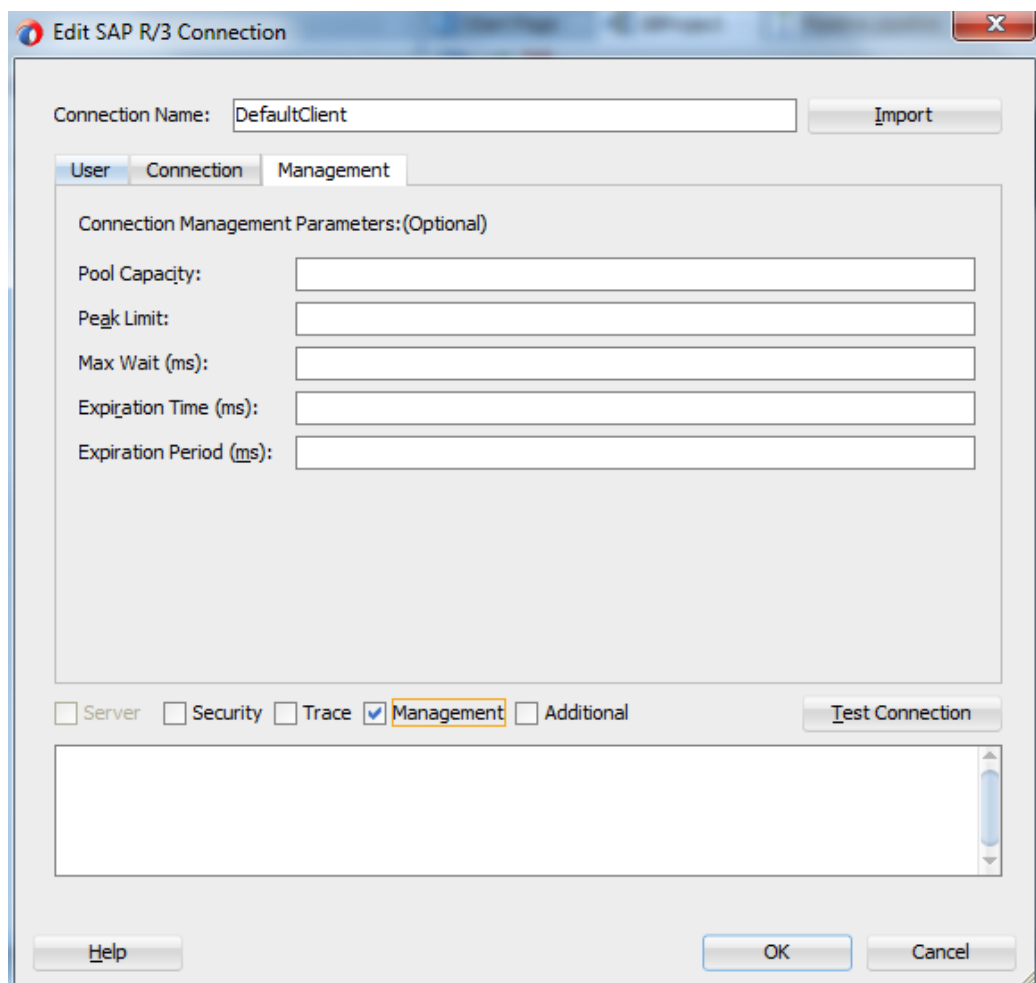 Edit SAP R/3 Connection
Connection Name: DefaultClient Import
User Connection Management
Connection Management Parameters:(Optional)
Pool Capacity:
Peak Limit:
Max Wait (ms):
Expiration Time (ms):
Expiration Period (ms):
Server Security Trace Management Additional Test Connection
Help OK Cancel